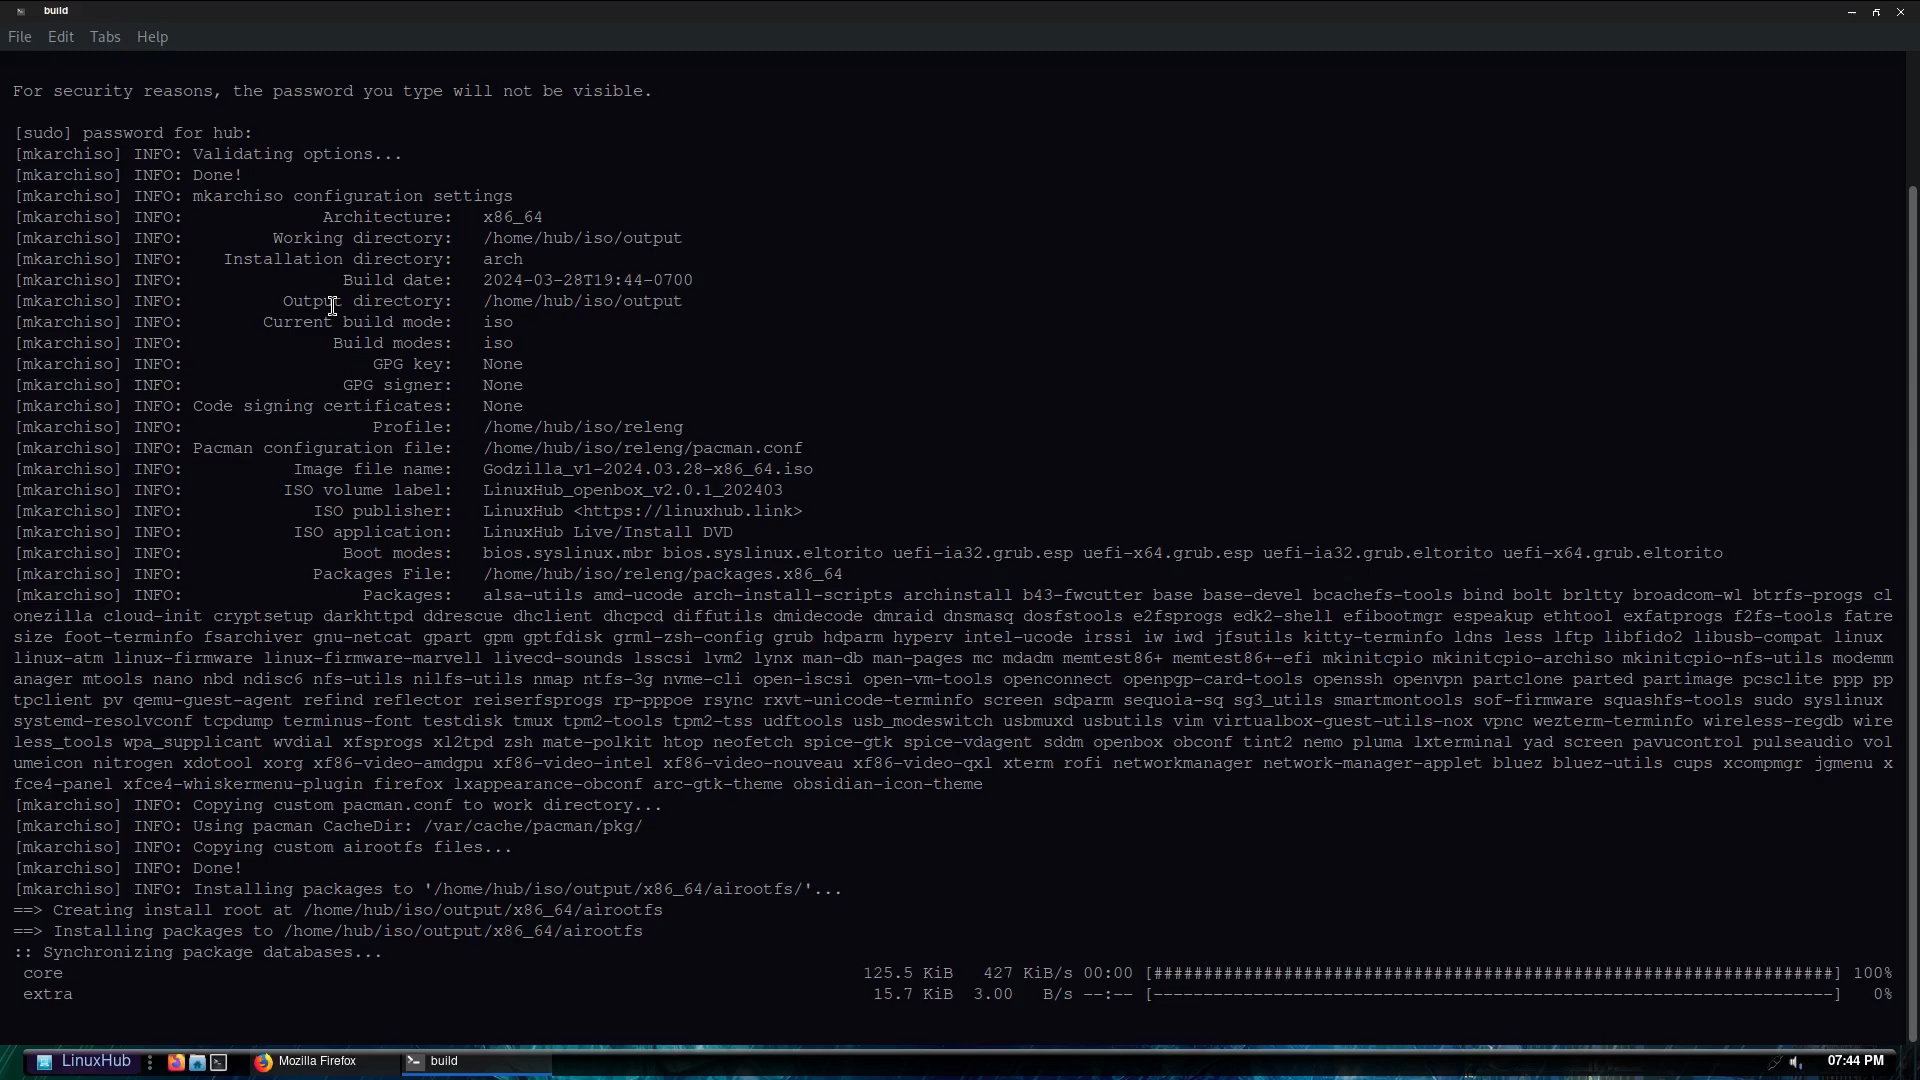 build
File Edit Tabs Help
For security reasons, the password you type will not be visible.
[sudo] password for hub:
[mkarchiso] INFO: Validating options...
[mkarchiso] INFO: Done!
[mkarchiso] INFO: mkarchiso configuration settings
[mkarchiso] INFO: Architecture: x86_64
[mkarchiso] INFO: Working directory: /home/hub/iso/output
[mkarchiso] INFO: Installation directory: arch
[mkarchiso] INFO: Build date: 2024-03-28T19:44-0700
[mkarchiso] INFO: Output directory: /home/hub/iso/output
[mkarchiso] INFO: Current build mode: iso
[mkarchiso] INFO: Build modes: iso
[mkarchiso] INFO: GPG key: None
[mkarchiso] INFO: GPG signer: None
[mkarchiso] INFO: Code signing certificates: None
[mkarchiso] INFO: Profile: /home/hub/iso/releng
[mkarchiso] INFO: Pacman configuration file: /home/hub/iso/releng/pacman.conf
[mkarchiso] INFO: Image file name: Godzilla_v1-2024.03.28-x86_64.iso
[mkarchiso] INFO: ISO volume label: LinuxHub_openbox_v2.0.1_202403
[mkarchiso] INFO: ISO publisher: LinuxHub <https://linuxhub.link>
[mkarchiso] INFO: ISO application: LinuxHub Live/Install DVD
[mkarchiso] INFO: Boot modes: bios.syslinux.mbr bios.syslinux.eltorito uefi-ia32.grub.esp uefi-x64.grub.esp uefi-ia32.grub.eltorito uefi-x64.grub.eltorito
[mkarchiso] INFO: Packages File: /home/hub/iso/releng/packages.x86_64
[mkarchiso] INFO: Packages: alsa-utils amd-ucode arch-install-scripts archinstall b43-fwcutter base base-devel bcachefs-tools bind bolt brltty broadcom-wl btrfs-progs cl
onezilla cloud-init cryptsetup darkhttpd ddrescue dhclient dhcpcd diffutils dmidecode dmraid dnsmasq dosfstools e2fsprogs edk2-shell efibootmgr espeakup ethtool exfatprogs f2fs-tools fatre
size foot-terminfo fsarchiver gnu-netcat gpart gpm gptfdisk grml-zsh-config grub hdparm hyperv intel-ucode irssi iw iwd jfsutils kitty-terminfo ldns less lftp libfido2 libusb-compat linux
linux-atm linux-firmware linux-firmware-marvell livecd-sounds lsscsi lvm2 lynx man-db man-pages mc mdadm memtest86+ memtest86+-efi mkinitcpio mkinitcpio-archiso mkinitcpio-nfs-utils modemm
anager mtools nano nbd ndisc6 nfs-utils nilfs-utils nmap ntfs-3g nvme-cli open-iscsi open-vm-tools openconnect openpgp-card-tools openssh openvpn partclone parted partimage pcsclite ppp pp
tpclient pv qemu-guest-agent refind reflector reiserfsprogs rp-pppoe rsync rxvt-unicode-terminfo screen sdparm sequoia-sq sg3_utils smartmontools sof-firmware squashfs-tools sudo syslinux
systemd-resolvconf tcpdump terminus-font testdisk tmux tpm2-tools tpm2-tss udftools usb_modeswitch usbmuxd usbutils vim virtualbox-guest-utils-nox vpnc wezterm-terminfo wireless-regdb wire
less_tools wpa_supplicant wvdial xfsprogs xl2tpd zsh mate-polkit htop neofetch spice-gtk spice-vdagent sddm openbox obconf tint2 nemo pluma lxterminal yad screen pavucontrol pulseaudio vol
umeicon nitrogen xdotool xorg xf86-video-amdgpu xf86-video-intel xf86-video-nouveau xf86-video-qxl xterm rofi networkmanager network-manager-applet bluez bluez-utils cups xcompmgr jgmenu x
fce4-panel xfce4-whiskermenu-plugin firefox lxappearance-obconf arc-gtk-theme obsidian-icon-theme
[mkarchiso] INFO: Copying custom pacman.conf to work directory...
[mkarchiso] INFO: Using pacman CacheDir: /var/cache/pacman/pkg/
[mkarchiso] INFO: Copying custom airootfs files...
[mkarchiso] INFO: Done!
[mkarchiso] INFO: Installing packages to '/home/hub/iso/output/x86_64/airootfs/'...
==> Creating install root at /home/hub/iso/output/x86_64/airootfs
==> Installing packages to /home/hub/iso/output/x86_64/airootfs
:: Synchronizing package databases...
core 125.5 KiB 427 KiB/s 00:00 [####################################################################] 100%
extra 15.7 KiB 3.00 B/s --:-- [--------------------------------------------------------------------] 0%
LinuxHub Mozilla Firefox build 07:44 PM